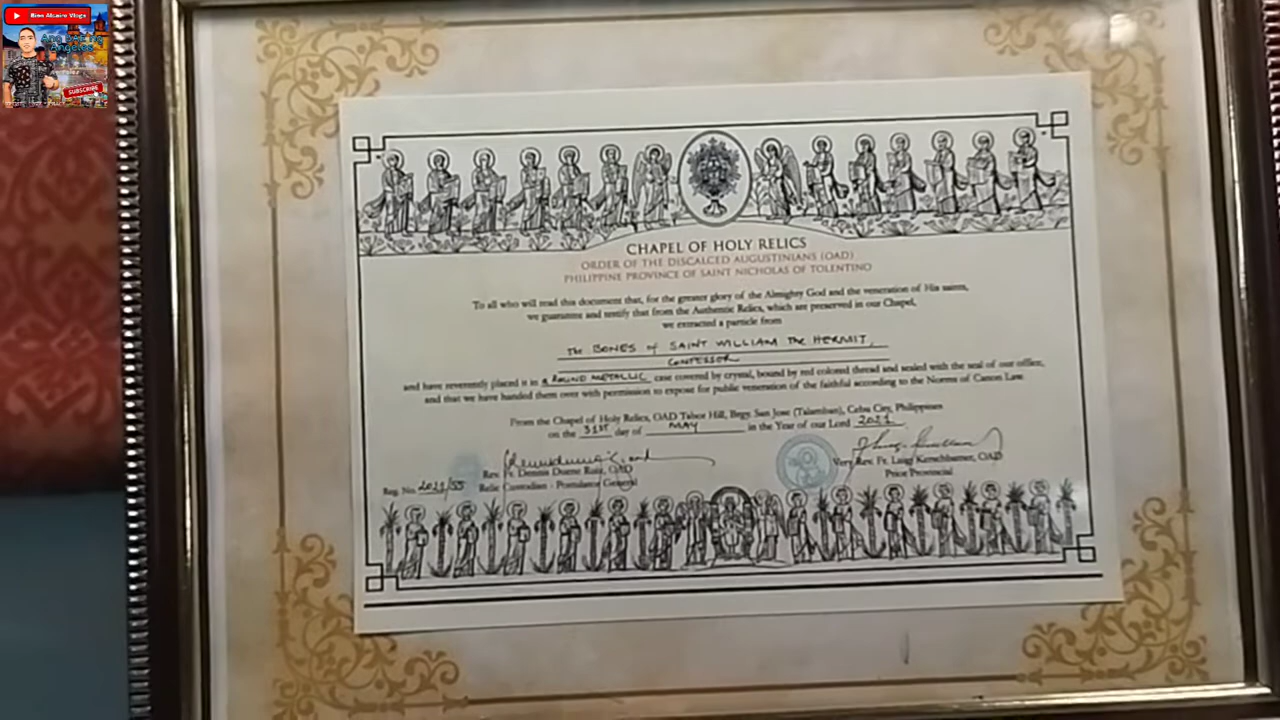 Bien Alcairo Vlogs
SUBSCRIBE
CHAPEL OF HOLY RELICS
ORDER OF THE DISCALCED AUGUSTINIANS (OAD)
PHILIPPINE PROVINCE OF SAINT NICHOLAS OF TOLENTINO
To all who will read this document that, for the greater glory of the Almighty God and the veneration of His saints,
we guarantee and testify that from the Authentic Relics, which are preserved in our Chapel,
we extracted a particle from
The BONES of SAINT WILLIAM The HERMIT,
CONFESSOR
and have reverently placed it in a ROUND METALLIC case covered by crystal, bound by red colored thread and sealed with the seal of our office,
and that we have handed them over with permission to expose for public veneration of the faithful according to the Norms of Canon Law.
From the Chapel of Holy Relics, OAD Tabor Hill, Brgy. San Jose (Talamban), Cebu City, Philippines
on the 31ST day of MAY in the Year of our Lord 2021.
Rev. Fr. Dennis Duene Ruiz, OAD
Very Rev. Fr. Luigi Kerschbamer, OAD
Reg. No. 2021/55 Relic Custodian - Postulator General
Prior Provincial